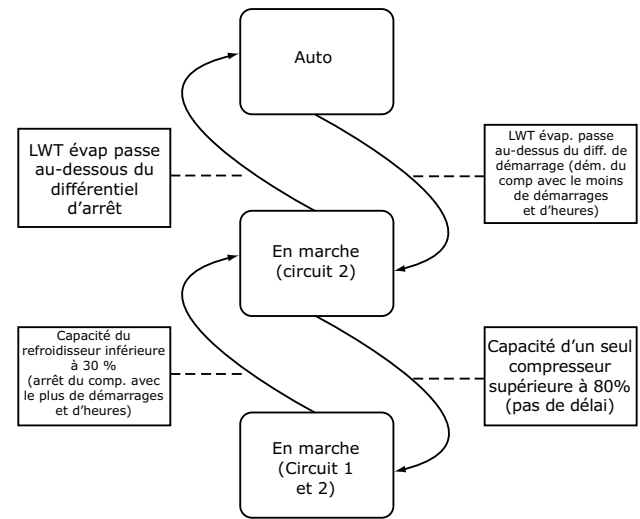 Auto
LWT évap passe
au-dessous du
différentiel
d'arrêt
LWT évap. passe
au-dessus du diff. de
démarrage (dém. du
comp avec le moins
de démarrages
et d'heures)
En marche
(circuit 2)
Capacité du
refroidisseur inférieure
à 30 %
(arrêt du comp. avec
le plus de démarrages
et d'heures)
Capacité d'un seul
compresseur
supérieure à 80%
(pas de délai)
En marche
(Circuit 1
et 2)